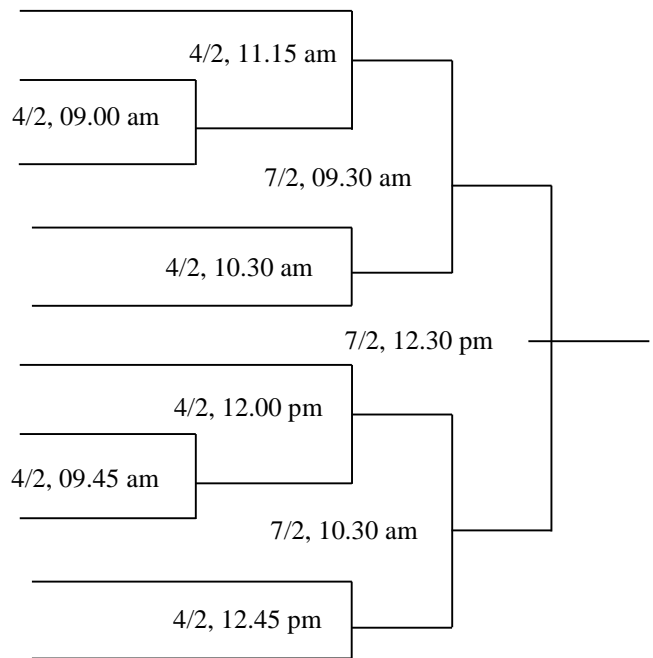 4/2, 11.15 am
4/2, 09.00 am
7/2, 09.30 am
4/2, 10.30 am
7/2, 12.30 pm
4/2, 12.00 pm
4/2, 09.45 am
7/2, 10.30 am
4/2, 12.45 pm